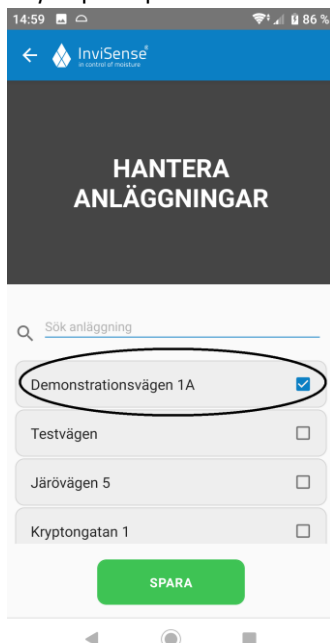 14:59
86 %
InviSense®
in control of moisture
HANTERA
ANLÄGGNINGAR
Sök anläggning
Demonstrationsvägen 1A
Testvägen
Järövägen 5
Kryptongatan 1
SPARA